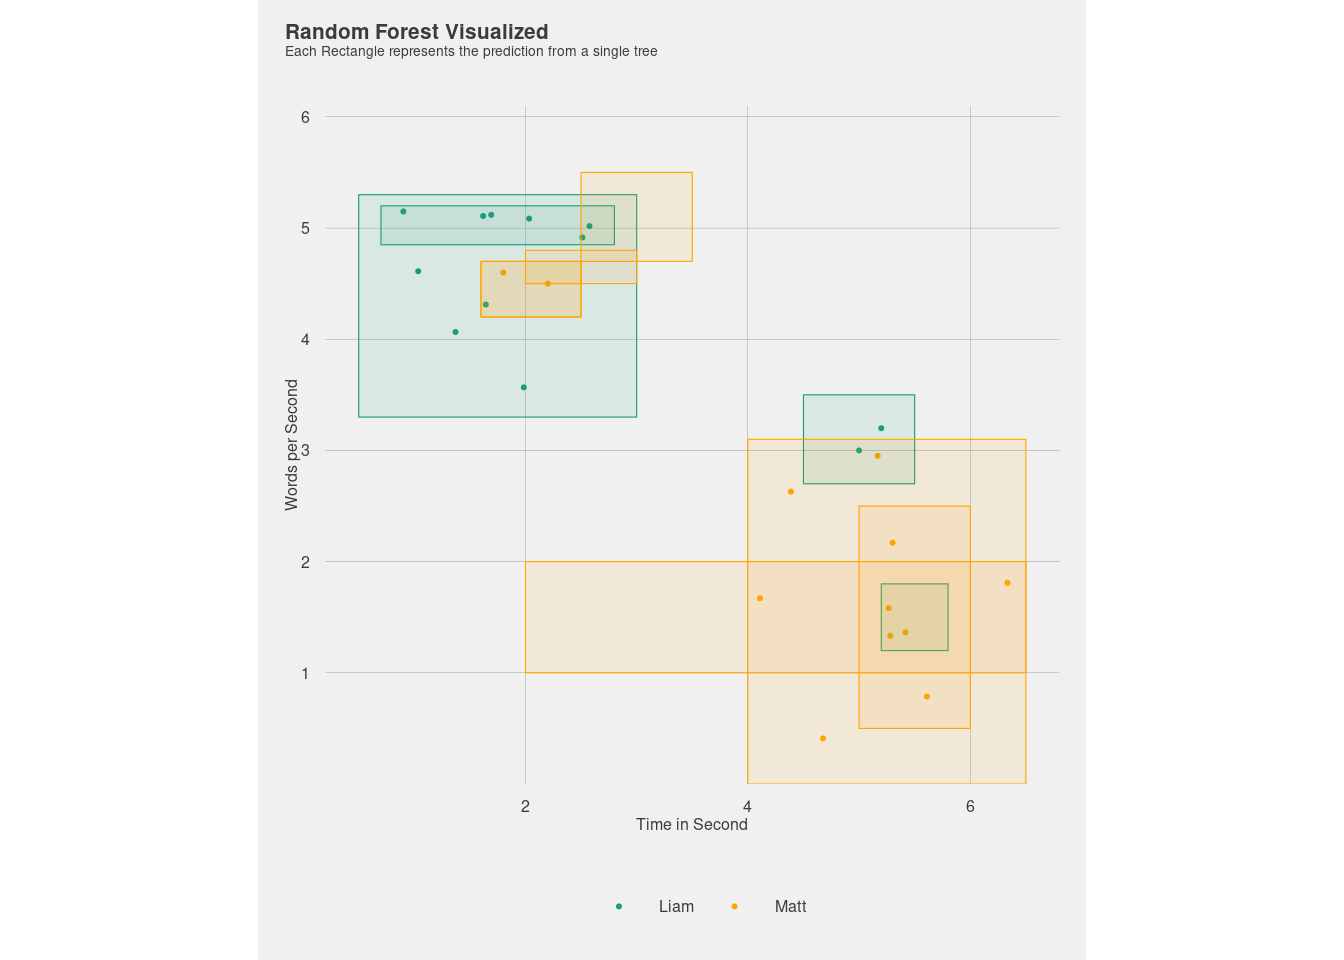 Random Forest Visualized
Each Rectangle represents the prediction from a single tree
6
5
4
3
2
1
Words per Second
2 4 6
Time in Second
Liam Matt